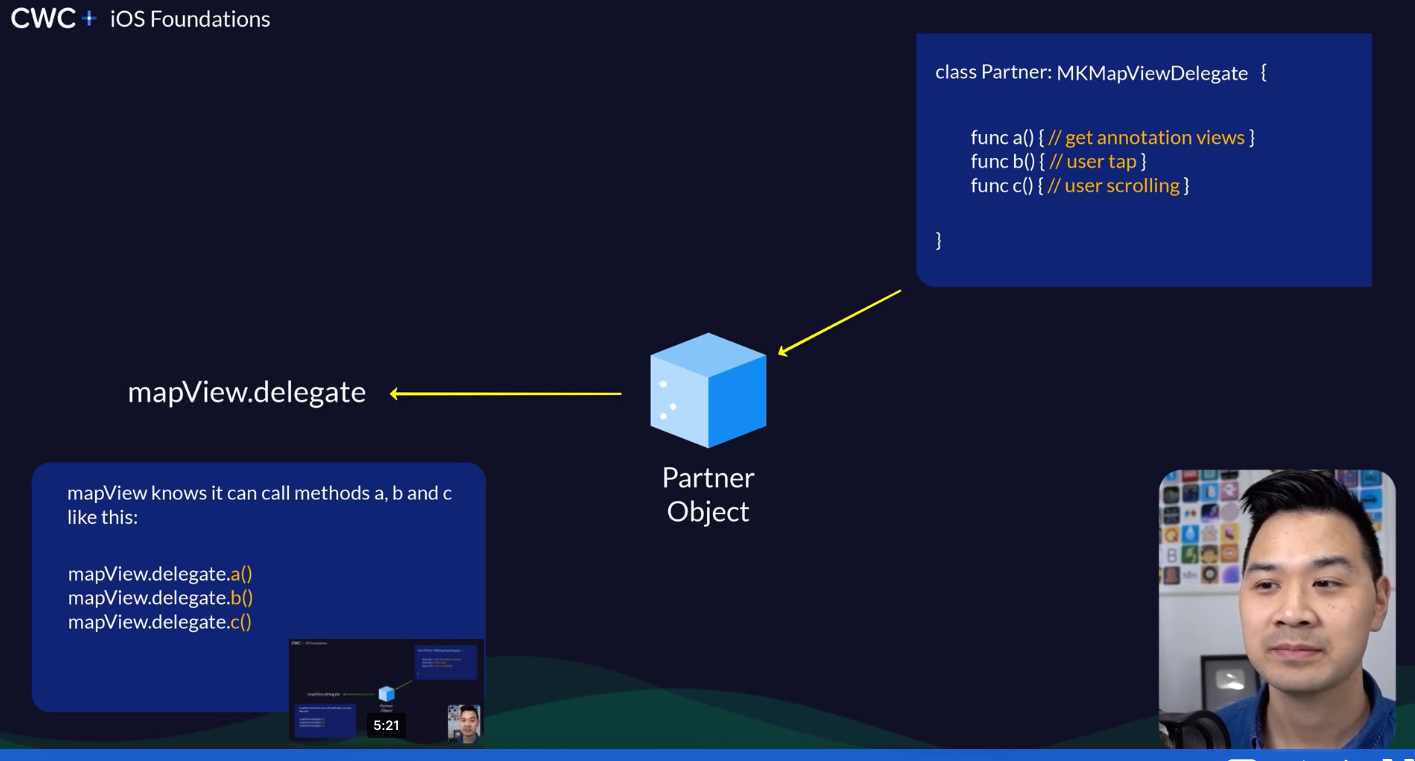 CWC+ iOS Foundations
class Partner: MKMapViewDelegate {
func a() { // get annotation views }
func b() { // user tap }
func c() { // user scrolling }
}
mapView.delegate
Partner
Object
mapView knows it can call methods a, b and c
like this:
mapView.delegate.a()
mapView.delegate.b()
mapView.delegate.c()
5:21